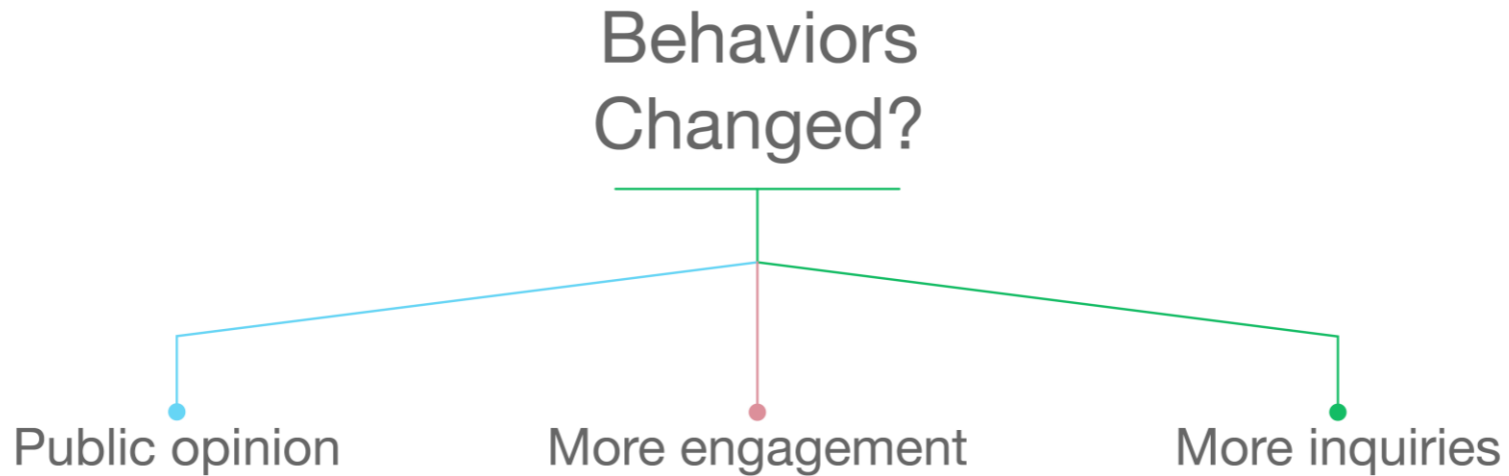 Behaviors
Changed?
Public opinion
More engagement
More inquiries